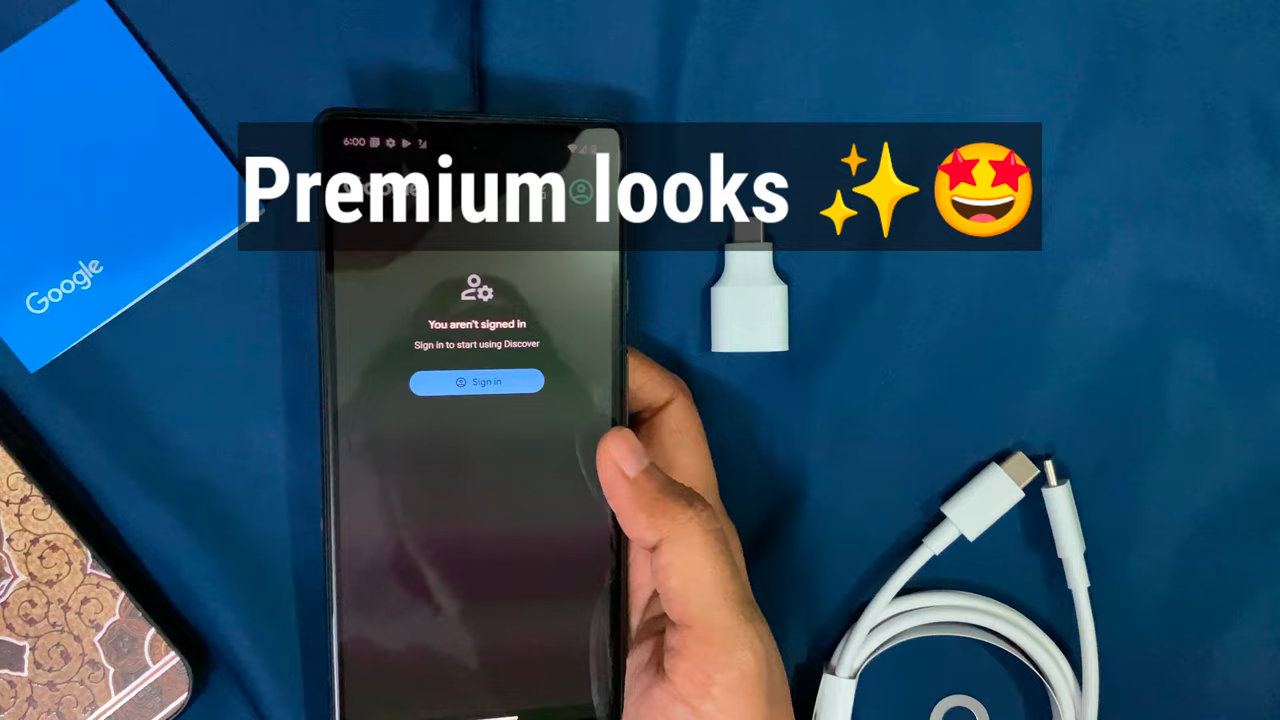 Premium looks ✨🤩
6:00
Google
You aren't signed in
Sign in to start using Discover
Sign in